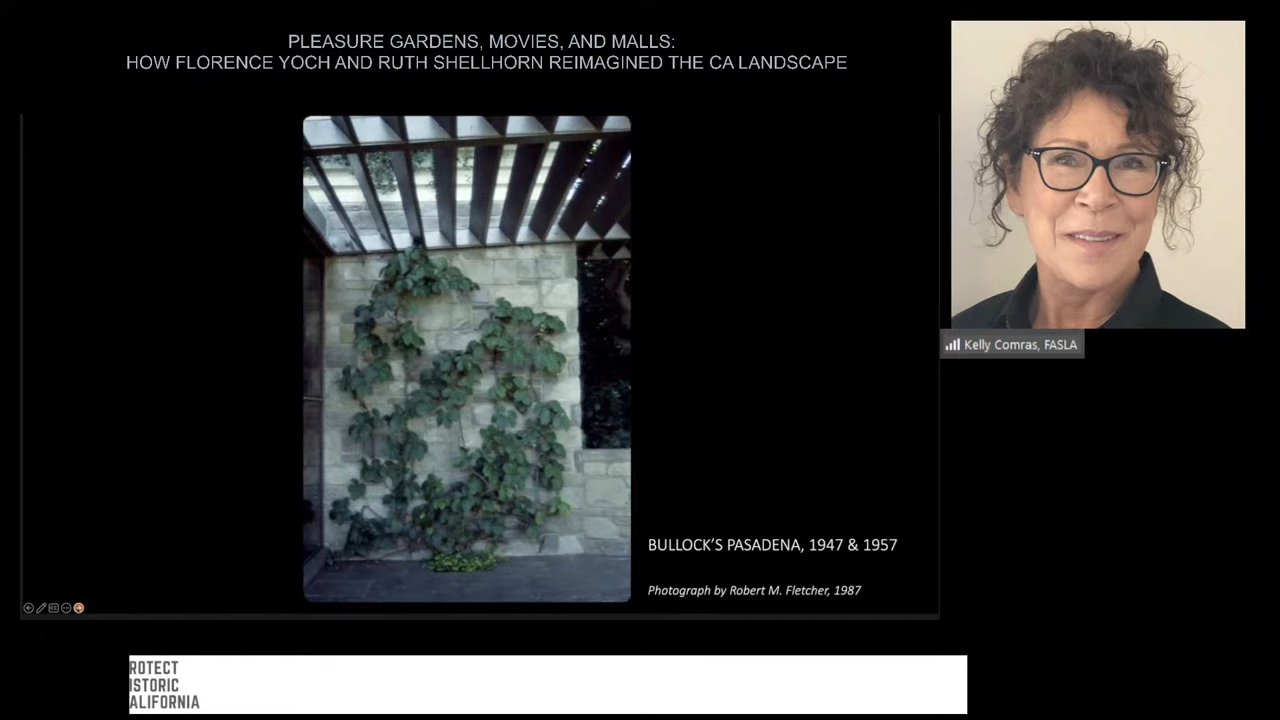 PLEASURE GARDENS, MOVIES, AND MALLS:
HOW FLORENCE YOCH AND RUTH SHELLHORN REIMAGINED THE CA LANDSCAPE
Kelly Comras, FASLA
BULLOCK'S PASADENA, 1947 & 1957
Photograph by Robert M. Fletcher, 1987
ROTECT
ISTORIC
ALIFORNIA